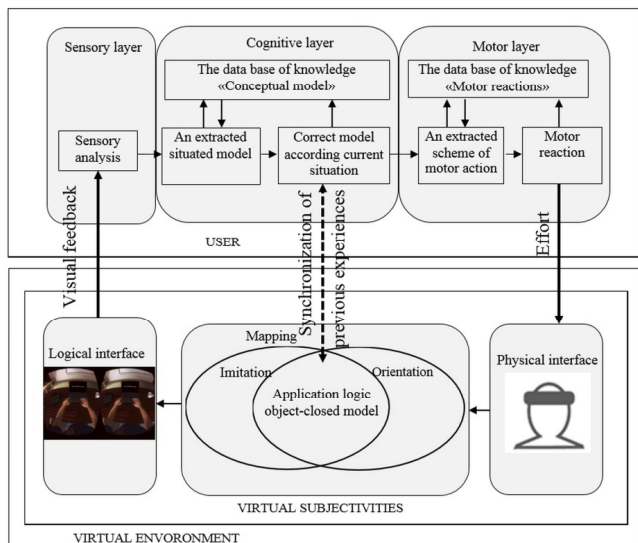 Sensory layer
Cognitive layer
Motor layer
The data base of knowledge
«Conceptual model»
The data base of knowledge
«Motor reactions»
Sensory
analysis
An extracted
situated model
Correct model
according current
situation
An extracted
scheme of
motor action
Motor
reaction
USER
Visual feedback
Synchronization of
previous experiences
Effort
Logical interface
Mapping
Imitation
Orientation
Application logic
object-closed model
Physical interface
VIRTUAL SUBJECTIVITIES
VIRTUAL ENVORONMENT